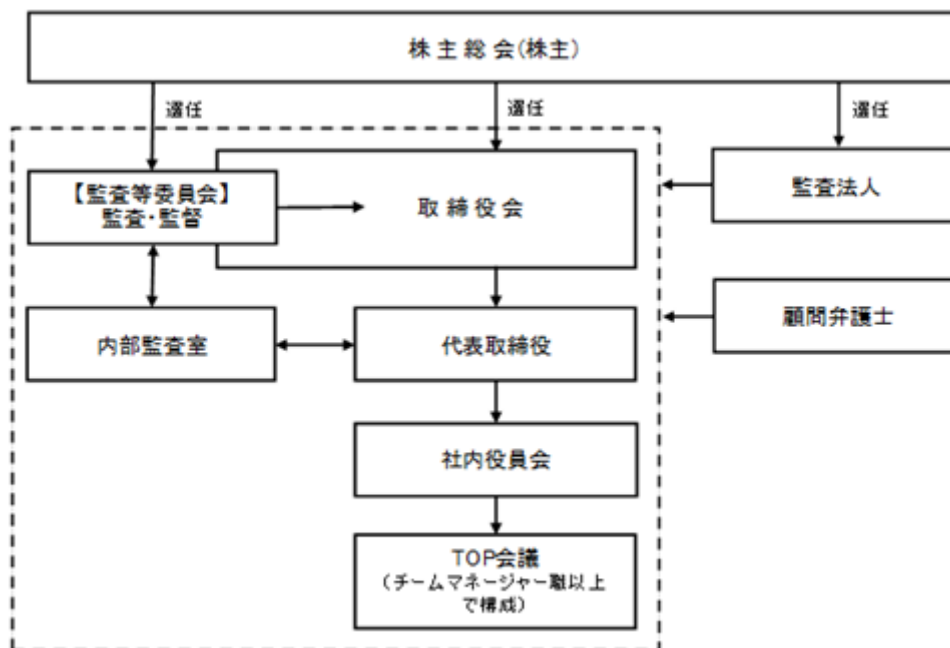 株主総会(株主)
選任
選任
選任
【監査等委員会】
監査・監督
取締役会
監査法人
内部監査室
代表取締役
顧問弁護士
社内役員会
TOP会議
(チームマネージャー職以上
で構成)